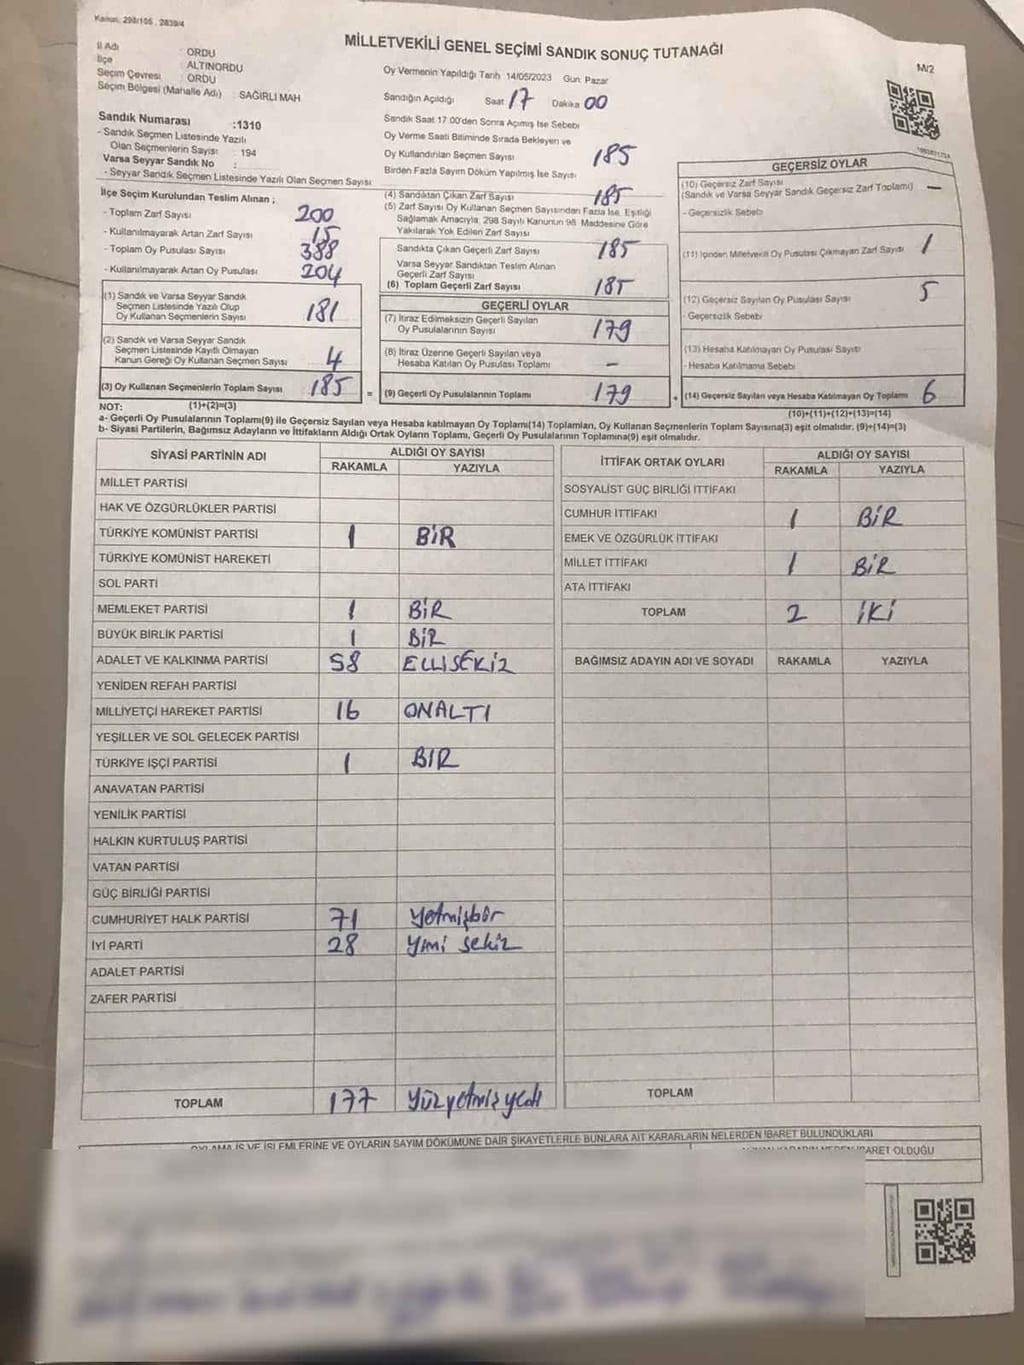 Kanun, 298/105 , 2839/4
MİLLETVEKİLİ GENEL SEÇİMİ SANDIK SONUÇ TUTANAĞI
M/2
İl Adı : ORDU
İlçe : ALTINORDU
Seçim Çevresi : ORDU
Seçim Bölgesi (Mahalle Adı) : SAĞIRLI MAH
Sandık Numarası :1310
- Sandık Seçmen Listesinde Yazılı
Olan Seçmenlerin Sayısı : 194
Varsa Seyyar Sandık No :
- Seyyar Sandık Seçmen Listesinde Yazılı Olan Seçmen Sayısı
Oy Vermenin Yapıldığı Tarih 14/05/2023 Gün Pazar
Sandığın Açıldığı Saat 17 Dakika 00
Sandık Saat 17.00'den Sonra Açımış İse Sebebi
Oy Verme Saati Bitiminde Sırada Bekleyen ve
Oy Kullandırılan Seçmen Sayısı 185
Birden Fazla Sayım Döküm Yapılmış İse Sayısı
İlçe Seçim Kurulundan Teslim Alınan ;
- Toplam Zarf Sayısı 200
- Kullanılmayarak Artan Zarf Sayısı 15
- Toplam Oy Pusulası Sayısı 388
- Kullanılmayarak Artan Oy Pusulası 204
(1) Sandık ve Varsa Seyyar Sandık
Seçmen Listesinde Yazılı Olup
Oy Kullanan Seçmenlerin Sayısı 181
(2) Sandık ve Varsa Seyyar Sandık
Seçmen Listesinde Kayıtlı Olmayan
Kanun Gereği Oy Kullanan Seçmen Sayısı 4
(3) Oy Kullanan Seçmenlerin Toplam Sayısı 185 =
(4) Sandıktan Çıkan Zarf Sayısı 185
(5) Zarf Sayısı Oy Kullanan Seçmen Sayısından Fazla İse, Eşitliği
Sağlamak Amacıyla, 298 Sayılı Kanunun 98. Maddesine Göre
Yakılarak Yok Edilen Zarf Sayısı
Sandıkta Çıkan Geçerli Zarf Sayısı 185
Varsa Seyyar Sandıktan Teslim Alınan
Geçerli Zarf Sayısı
(6) Toplam Geçerli Zarf Sayısı 185
GEÇERLİ OYLAR
(7) İtiraz Edilmeksizin Geçerli Sayılan
Oy Pusulalarının Sayısı 179
(8) İtiraz Üzerine Geçerli Sayılan veya
Hesaba Katılan Oy Pusulası Toplamı -
(9) Geçerli Oy Pusulalarının Toplamı 179 +
GEÇERSİZ OYLAR
(10) Geçersiz Zarf Sayısı
(Sandık ve Varsa Seyyar Sandık Geçersiz Zarf Toplamı) -
- Geçersizlik Sebebi
(11) İçinden Milletvekili Oy Pusulası Çıkmayan Zarf Sayısı 1
(12) Geçersiz Sayılan Oy Pusulası Sayısı 5
- Geçersizlik Sebebi
(13) Hesaba Katılmayan Oy Pusulası Sayısı
- Hesaba Katılmama Sebebi
(14) Geçersiz Sayılan veya Hesaba Katılmayan Oy Toplamı 6
NOT: (1)+(2)=(3)
(10)+(11)+(12)+(13)=(14)
a- Geçerli Oy Pusulalarının Toplamı(9) ile Geçersiz Sayılan veya Hesaba katılmayan Oy Toplamı(14) Toplamları, Oy Kullanan Seçmenlerin Toplam Sayısına(3) eşit olmalıdır. (9)+(14)=(3)
b- Siyasi Partilerin, Bağımsız Adayların ve İttifakların Aldığı Ortak Oyların Toplamı, Geçerli Oy Pusulalarının Toplamına(9) eşit olmalıdır.
SİYASİ PARTİNİN ADI ALDIĞI OY SAYISI
RAKAMLA YAZIYLA
MİLLET PARTİSİ
HAK VE ÖZGÜRLÜKLER PARTİSİ
TÜRKİYE KOMÜNİST PARTİSİ 1 BİR
TÜRKİYE KOMÜNİST HAREKETİ
SOL PARTİ
MEMLEKET PARTİSİ 1 BİR
BÜYÜK BİRLİK PARTİSİ 1 BİR
ADALET VE KALKINMA PARTİSİ 58 ELLİSEKİZ
YENİDEN REFAH PARTİSİ
MİLLİYETÇİ HAREKET PARTİSİ 16 ONALTI
YEŞİLLER VE SOL GELECEK PARTİSİ
TÜRKİYE İŞÇİ PARTİSİ 1 BIR
ANAVATAN PARTİSİ
YENİLİK PARTİSİ
HALKIN KURTULUŞ PARTİSİ
VATAN PARTİSİ
GÜÇ BİRLİĞİ PARTİSİ
CUMHURİYET HALK PARTİSİ 71 yetmişbir
İYİ PARTİ 28 yimi sekiz
ADALET PARTİSİ
ZAFER PARTİSİ
TOPLAM 177 yüzyetmişyedi
İTTİFAK ORTAK OYLARI ALDIĞI OY SAYISI
RAKAMLA YAZIYLA
SOSYALİST GÜÇ BİRLİĞİ İTTİFAKI
CUMHUR İTTİFAKI 1 BİR
EMEK VE ÖZGÜRLÜK İTTİFAKI
MİLLET İTTİFAKI 1 BİR
ATA İTTİFAKI
TOPLAM 2 İKİ
BAĞIMSIZ ADAYIN ADI VE SOYADI RAKAMLA YAZIYLA
TOPLAM
OYLAMA İŞ VE İŞLEMLERİNE VE OYLARIN SAYIM DÖKÜMÜNE DAİR ŞİKAYETLERLE BUNLARA AİT KARARLARIN NELERDEN İBARET BULUNDUKLARI
İBARET OLDUĞU